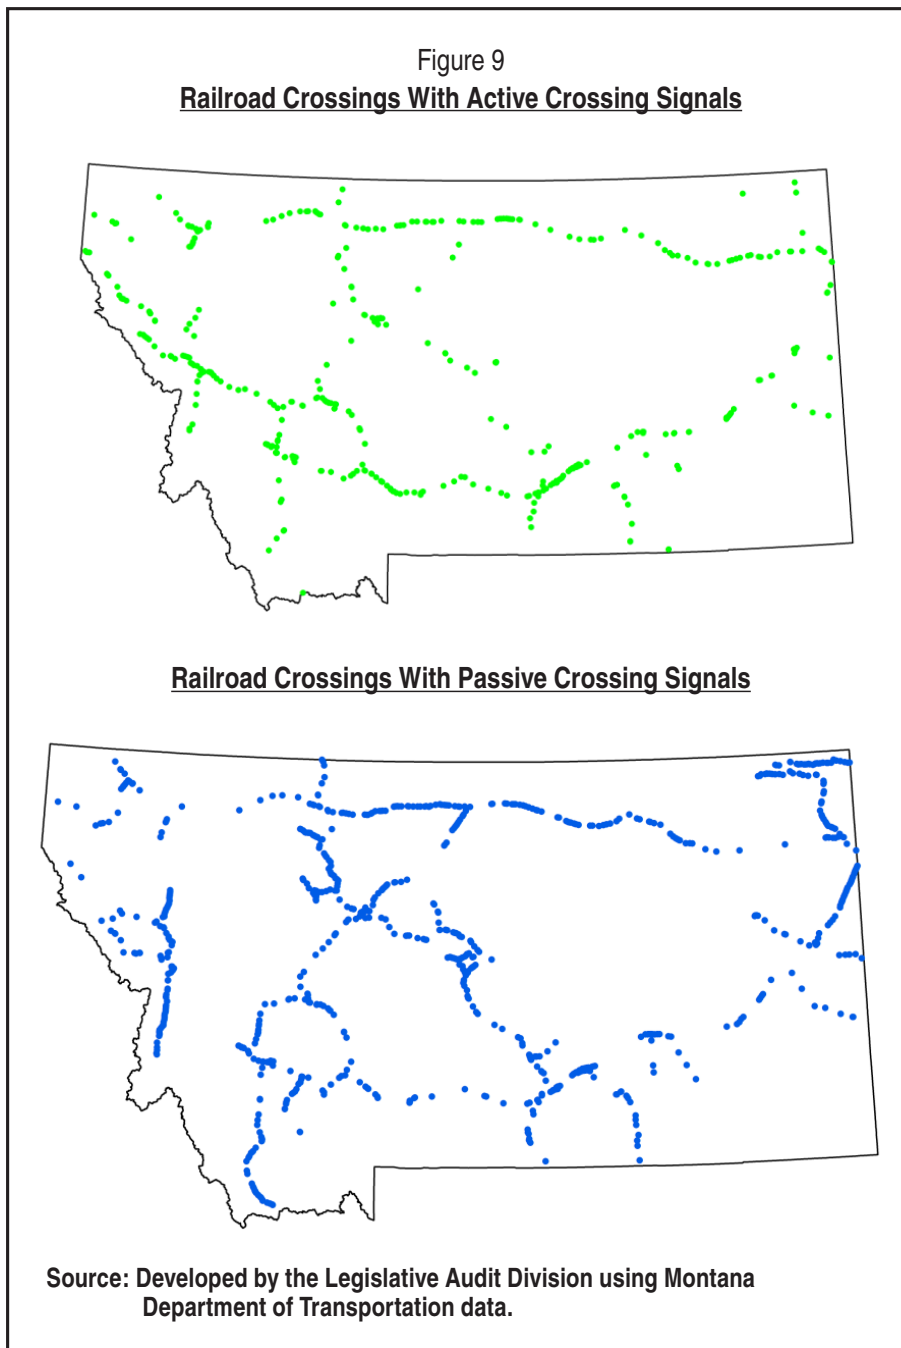 Figure 9
Railroad Crossings With Active Crossing Signals
Railroad Crossings With Passive Crossing Signals
Source: Developed by the Legislative Audit Division using Montana
Department of Transportation data.